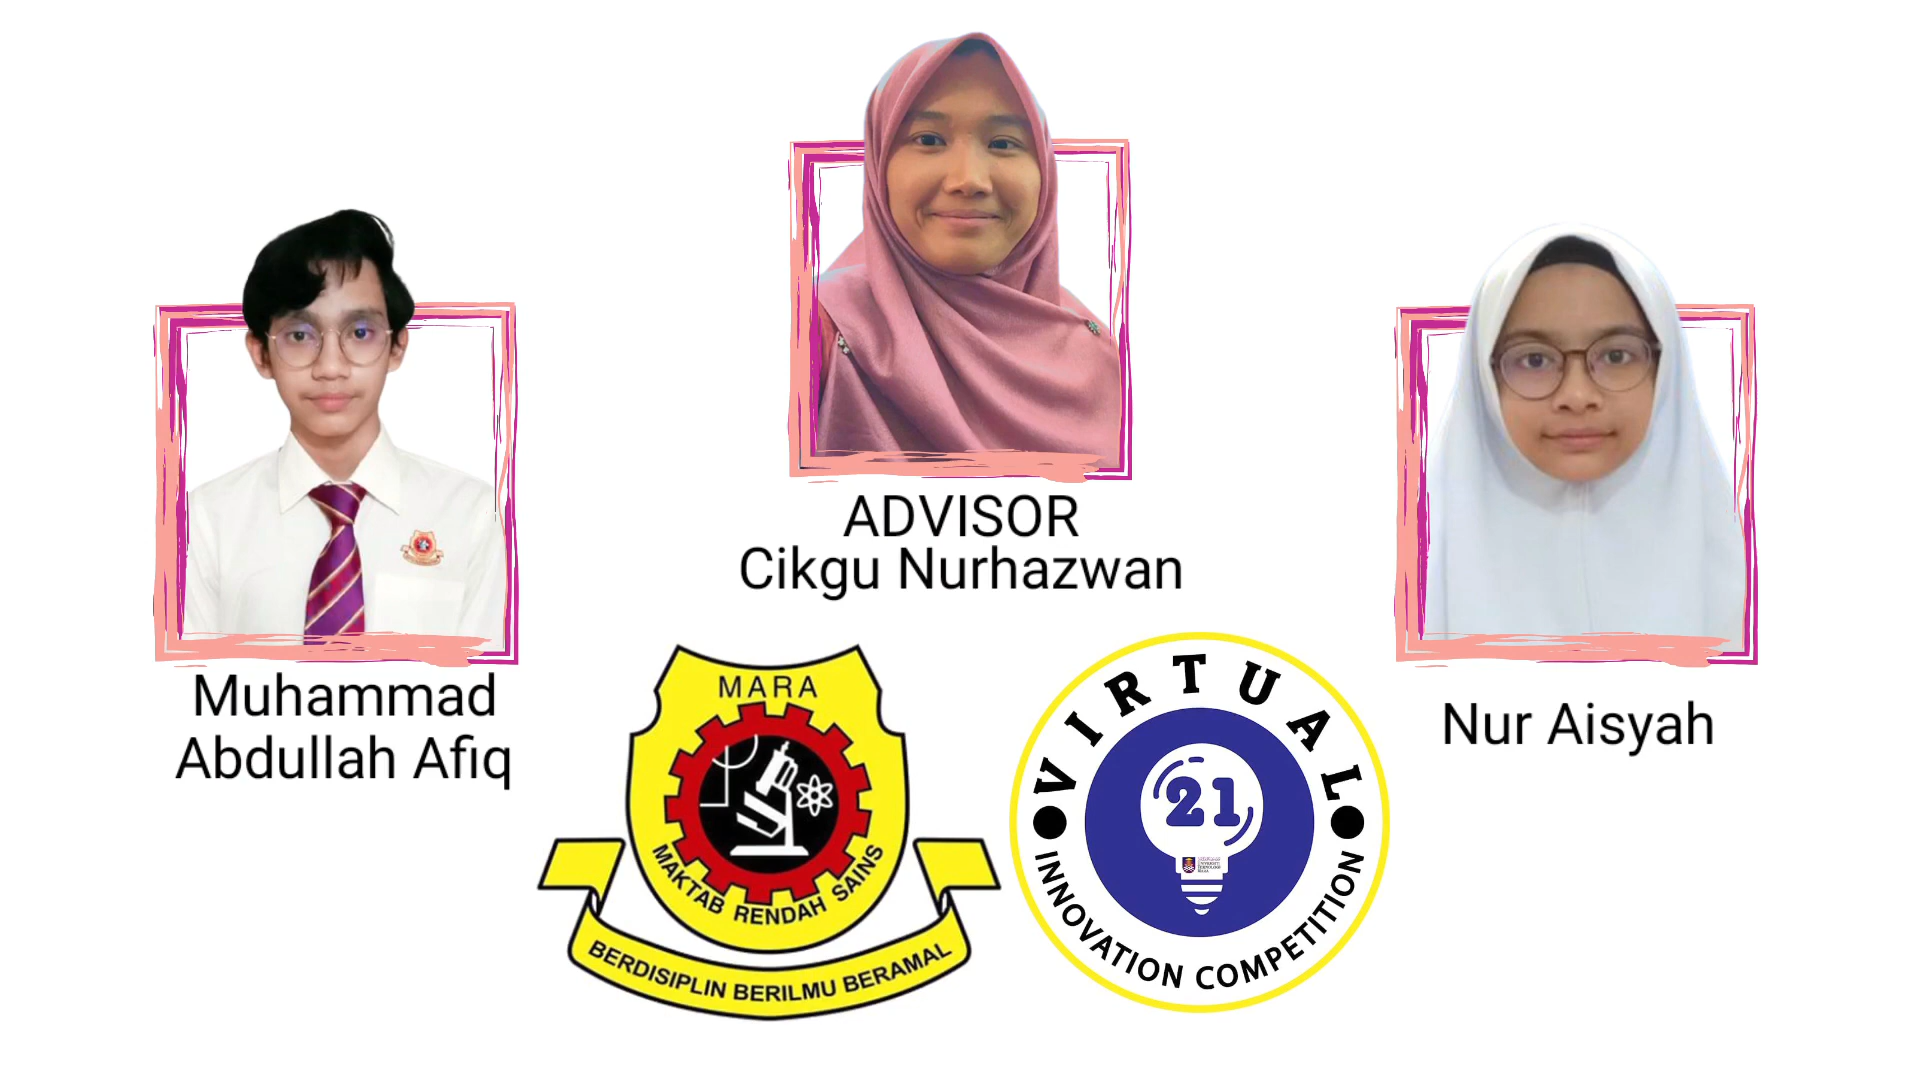 ADVISOR
Cikgu Nurhazwan
Muhammad
Abdullah Afiq
Nur Aisyah
MARA
MAKTAB RENDAH SAINS
BERDISIPLIN BERILMU BERAMAL
VIRTUAL
21
INNOVATION COMPETITION